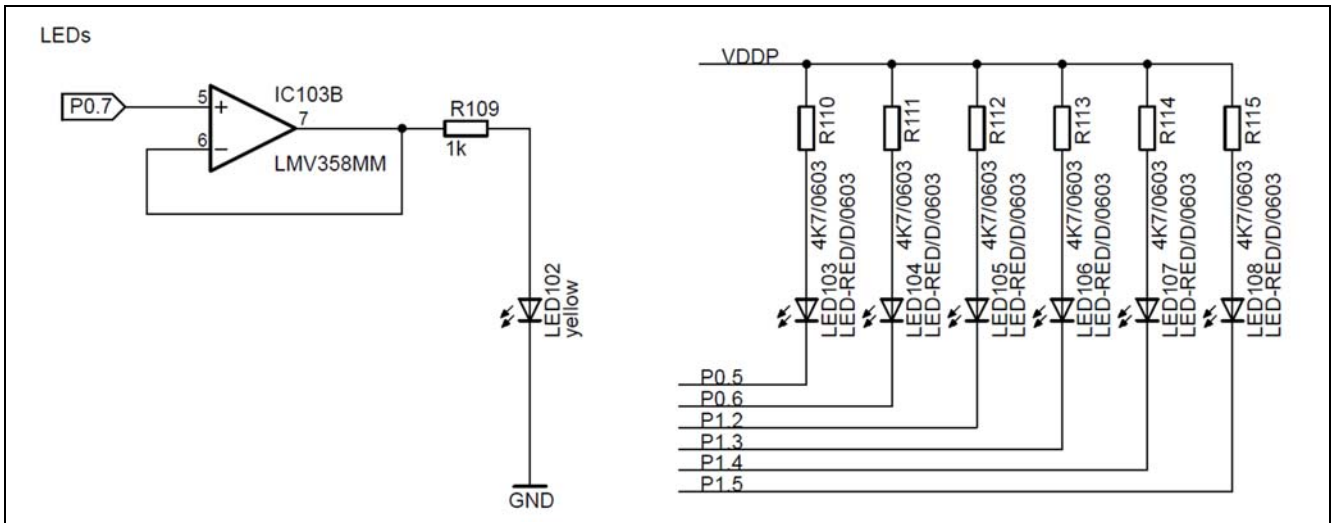 LEDs
P0.7
5
+
6
−
7
IC103B
LMV358MM
R109
1k
LED102
yellow
GND
VDDP
R110
4K7/0603
LED103
LED-RED/D/0603
R111
4K7/0603
LED104
LED-RED/D/0603
R112
4K7/0603
LED105
LED-RED/D/0603
R113
4K7/0603
LED106
LED-RED/D/0603
R114
4K7/0603
LED107
LED-RED/D/0603
R115
4K7/0603
LED108
LED-RED/D/0603
P0.5
P0.6
P1.2
P1.3
P1.4
P1.5